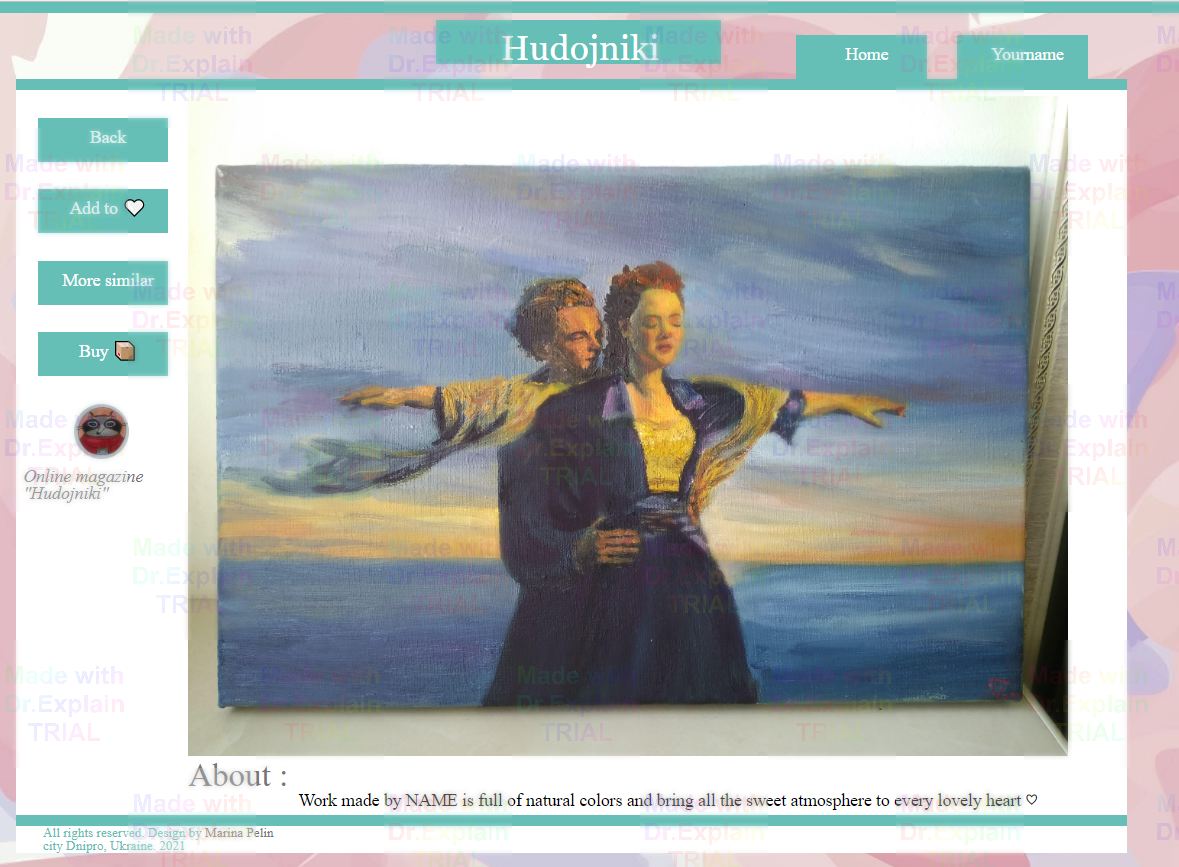 Hudojniki
Home
Yourname
Back
Add to ♡
More similar
Buy
Online magazine
"Hudojniki"
About :
Work made by NAME is full of natural colors and bring all the sweet atmosphere to every lovely heart ♡
All rights reserved. Design by Marina Pelin
city Dnipro, Ukraine. 2021
Made with
Dr.Explain
TRIAL